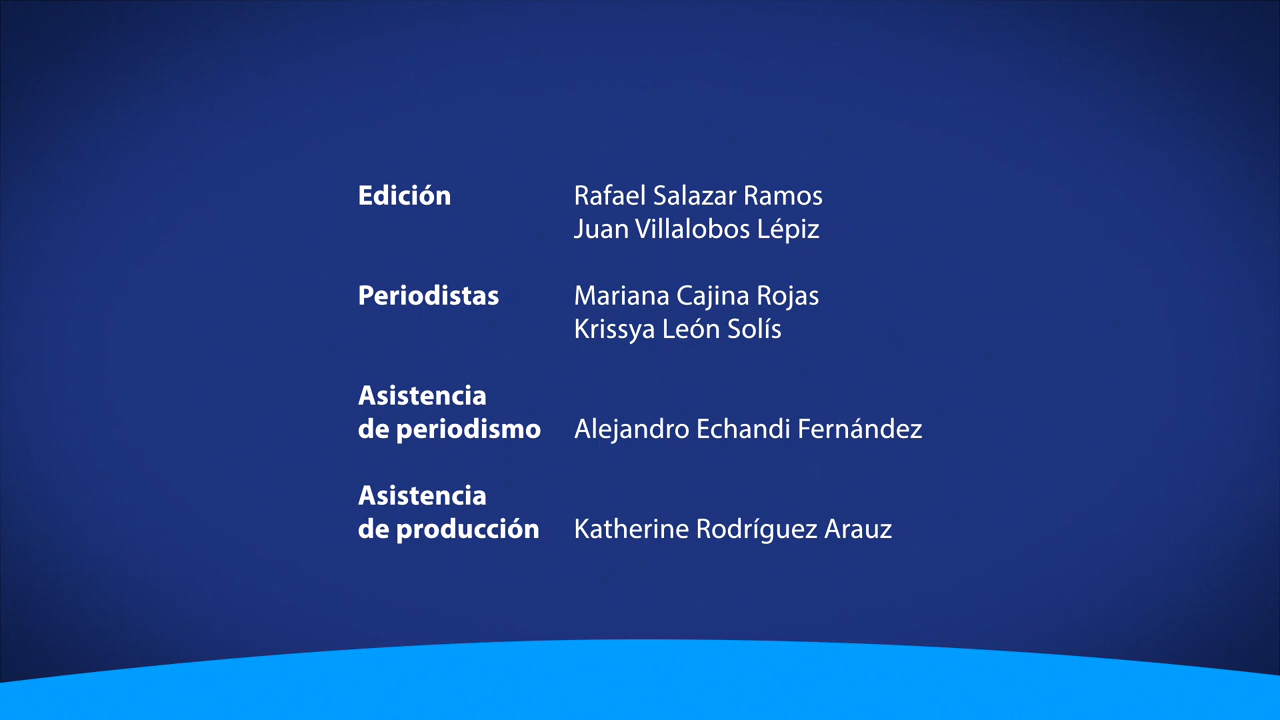 Edición Rafael Salazar Ramos
Juan Villalobos Lépiz
Periodistas Mariana Cajina Rojas
Krissya León Solís
Asistencia
de periodismo Alejandro Echandi Fernández
Asistencia
de producción Katherine Rodríguez Arauz